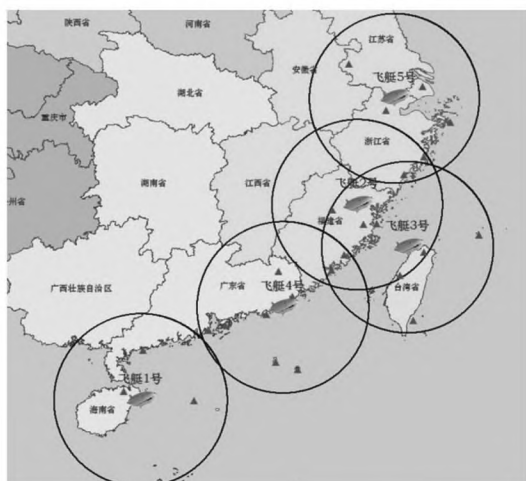 陕西省
河南省
江苏省
安徽省
飞艇5号
湖北省
重庆市
浙江省
州省
湖南省
江西省
飞艇2号
福建省
飞艇3号
广西壮族自治区
广东省
飞艇4号
台湾省
飞艇1号
海南省